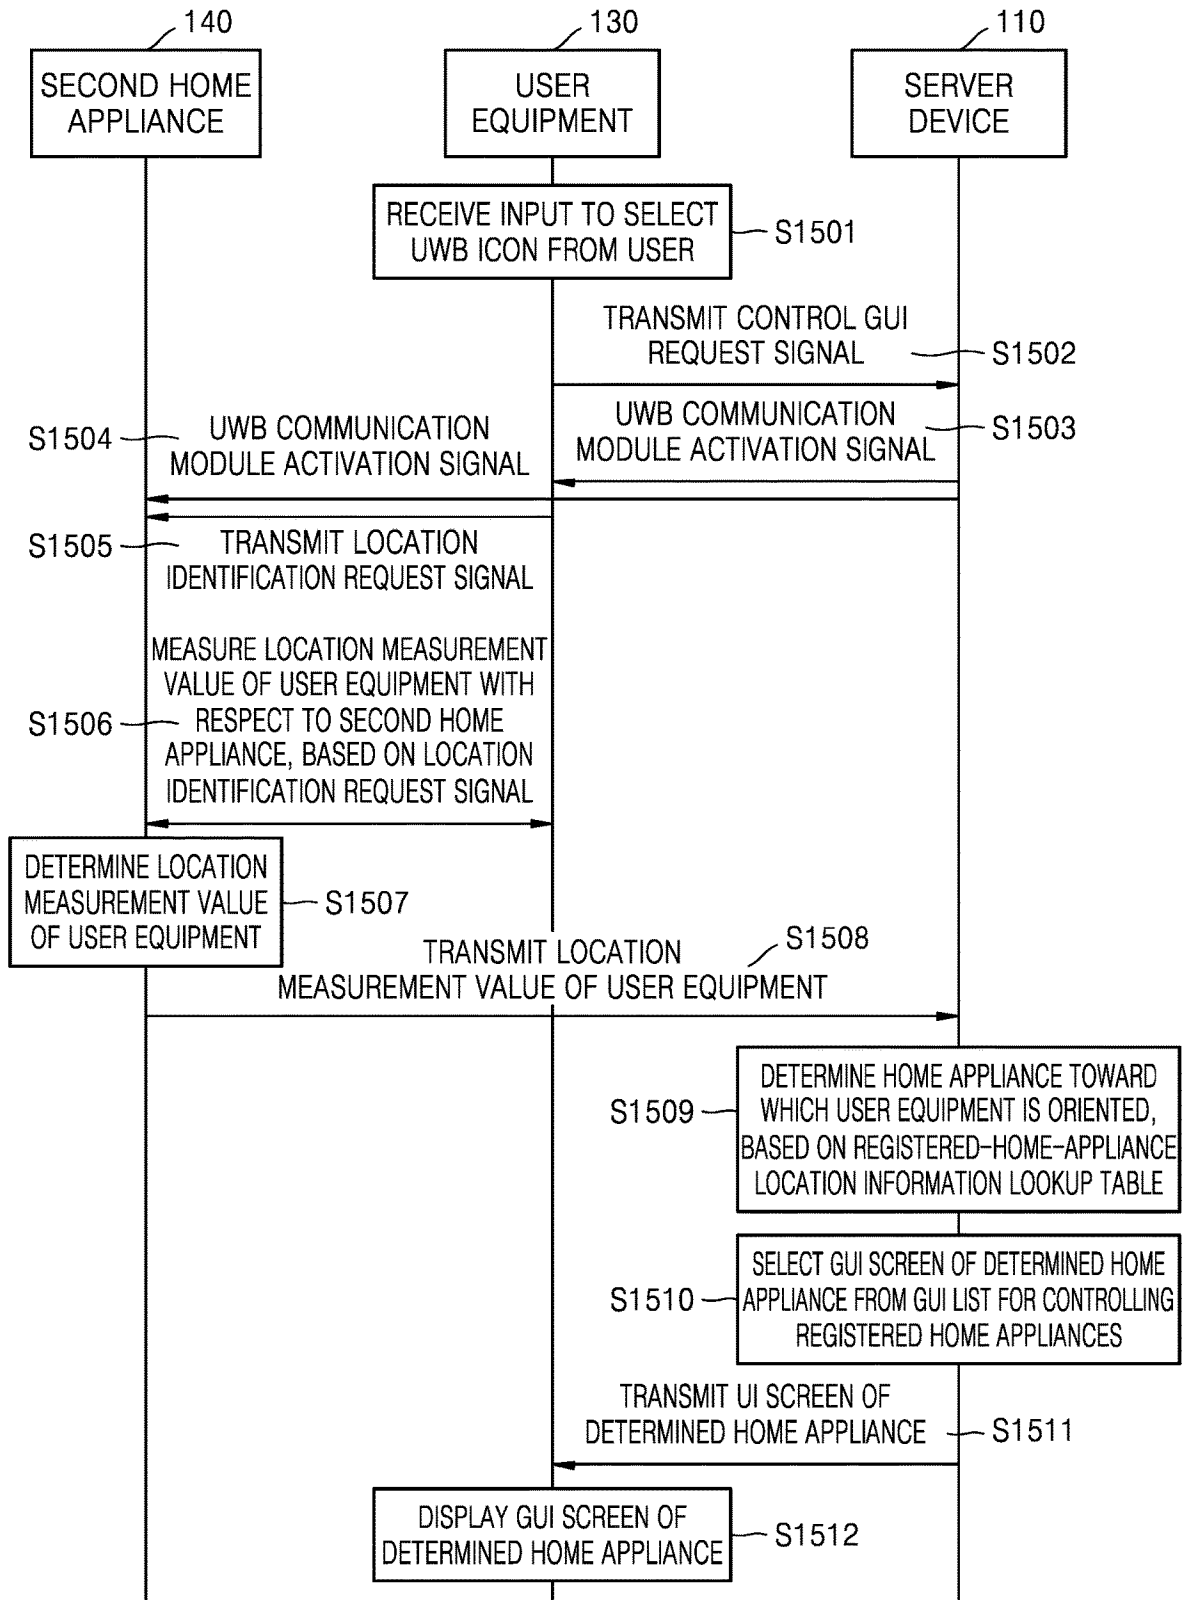 140
130
110
SECOND HOME
APPLIANCE
USER
EQUIPMENT
SERVER
DEVICE
RECEIVE INPUT TO SELECT
UWB ICON FROM USER
S1501
TRANSMIT CONTROL GUI
REQUEST SIGNAL
S1502
UWB COMMUNICATION
MODULE ACTIVATION SIGNAL
S1503
S1504
UWB COMMUNICATION
MODULE ACTIVATION SIGNAL
S1505
TRANSMIT LOCATION
IDENTIFICATION REQUEST SIGNAL
MEASURE LOCATION MEASUREMENT
VALUE OF USER EQUIPMENT WITH
RESPECT TO SECOND HOME
APPLIANCE, BASED ON LOCATION
IDENTIFICATION REQUEST SIGNAL
S1506
DETERMINE LOCATION
MEASUREMENT VALUE
OF USER EQUIPMENT
S1507
TRANSMIT LOCATION
MEASUREMENT VALUE OF USER EQUIPMENT
S1508
DETERMINE HOME APPLIANCE TOWARD
WHICH USER EQUIPMENT IS ORIENTED,
BASED ON REGISTERED-HOME-APPLIANCE
LOCATION INFORMATION LOOKUP TABLE
S1509
SELECT GUI SCREEN OF DETERMINED HOME
APPLIANCE FROM GUI LIST FOR CONTROLLING
REGISTERED HOME APPLIANCES
S1510
TRANSMIT UI SCREEN OF
DETERMINED HOME APPLIANCE
S1511
DISPLAY GUI SCREEN OF
DETERMINED HOME APPLIANCE
S1512